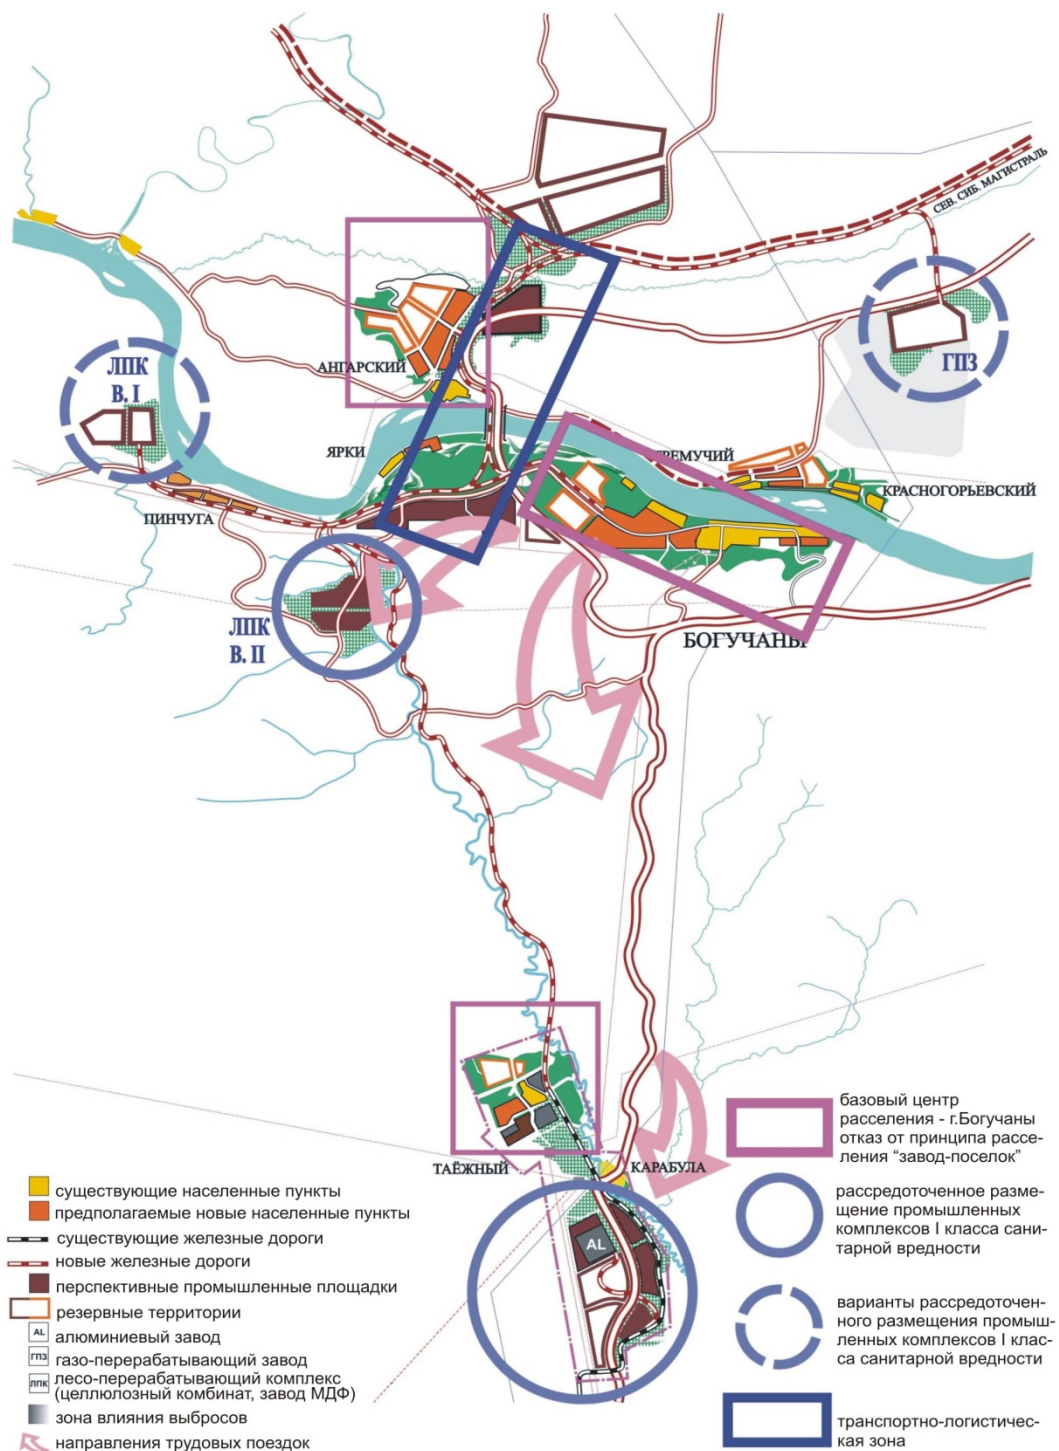 СЕВ. СИБ. МАГИСТРАЛЬ
ГПЗ
АНГАРСКИЙ
ЛПК
В. I
ЯРКИ
ГРЕМУЧИЙ
КРАСНОГОРЬЕВСКИЙ
ПИНЧУГА
ЛПК
В. II
БОГУЧАНЫ
ТАЁЖНЫЙ
КАРАБУЛА
AL
существующие населенные пункты
предполагаемые новые населенные пункты
существующие железные дороги
новые железные дороги
перспективные промышленные площадки
резервные территории
AL
алюминиевый завод
ГПЗ
газо-перерабатывающий завод
ЛПК
лесо-перерабатывающий комплекс
(целлюлозный комбинат, завод МДФ)
зона влияния выбросов
направления трудовых поездок
базовый центр
расселения - г.Богучаны
отказ от принципа рассе-
ления “завод-поселок”
рассредоточенное разме-
щение промышленных
комплексов I класса сани-
тарной вредности
варианты рассредоточен-
ного размещения промыш-
ленных комплексов I клас-
са санитарной вредности
транспортно-логистичес-
кая зона